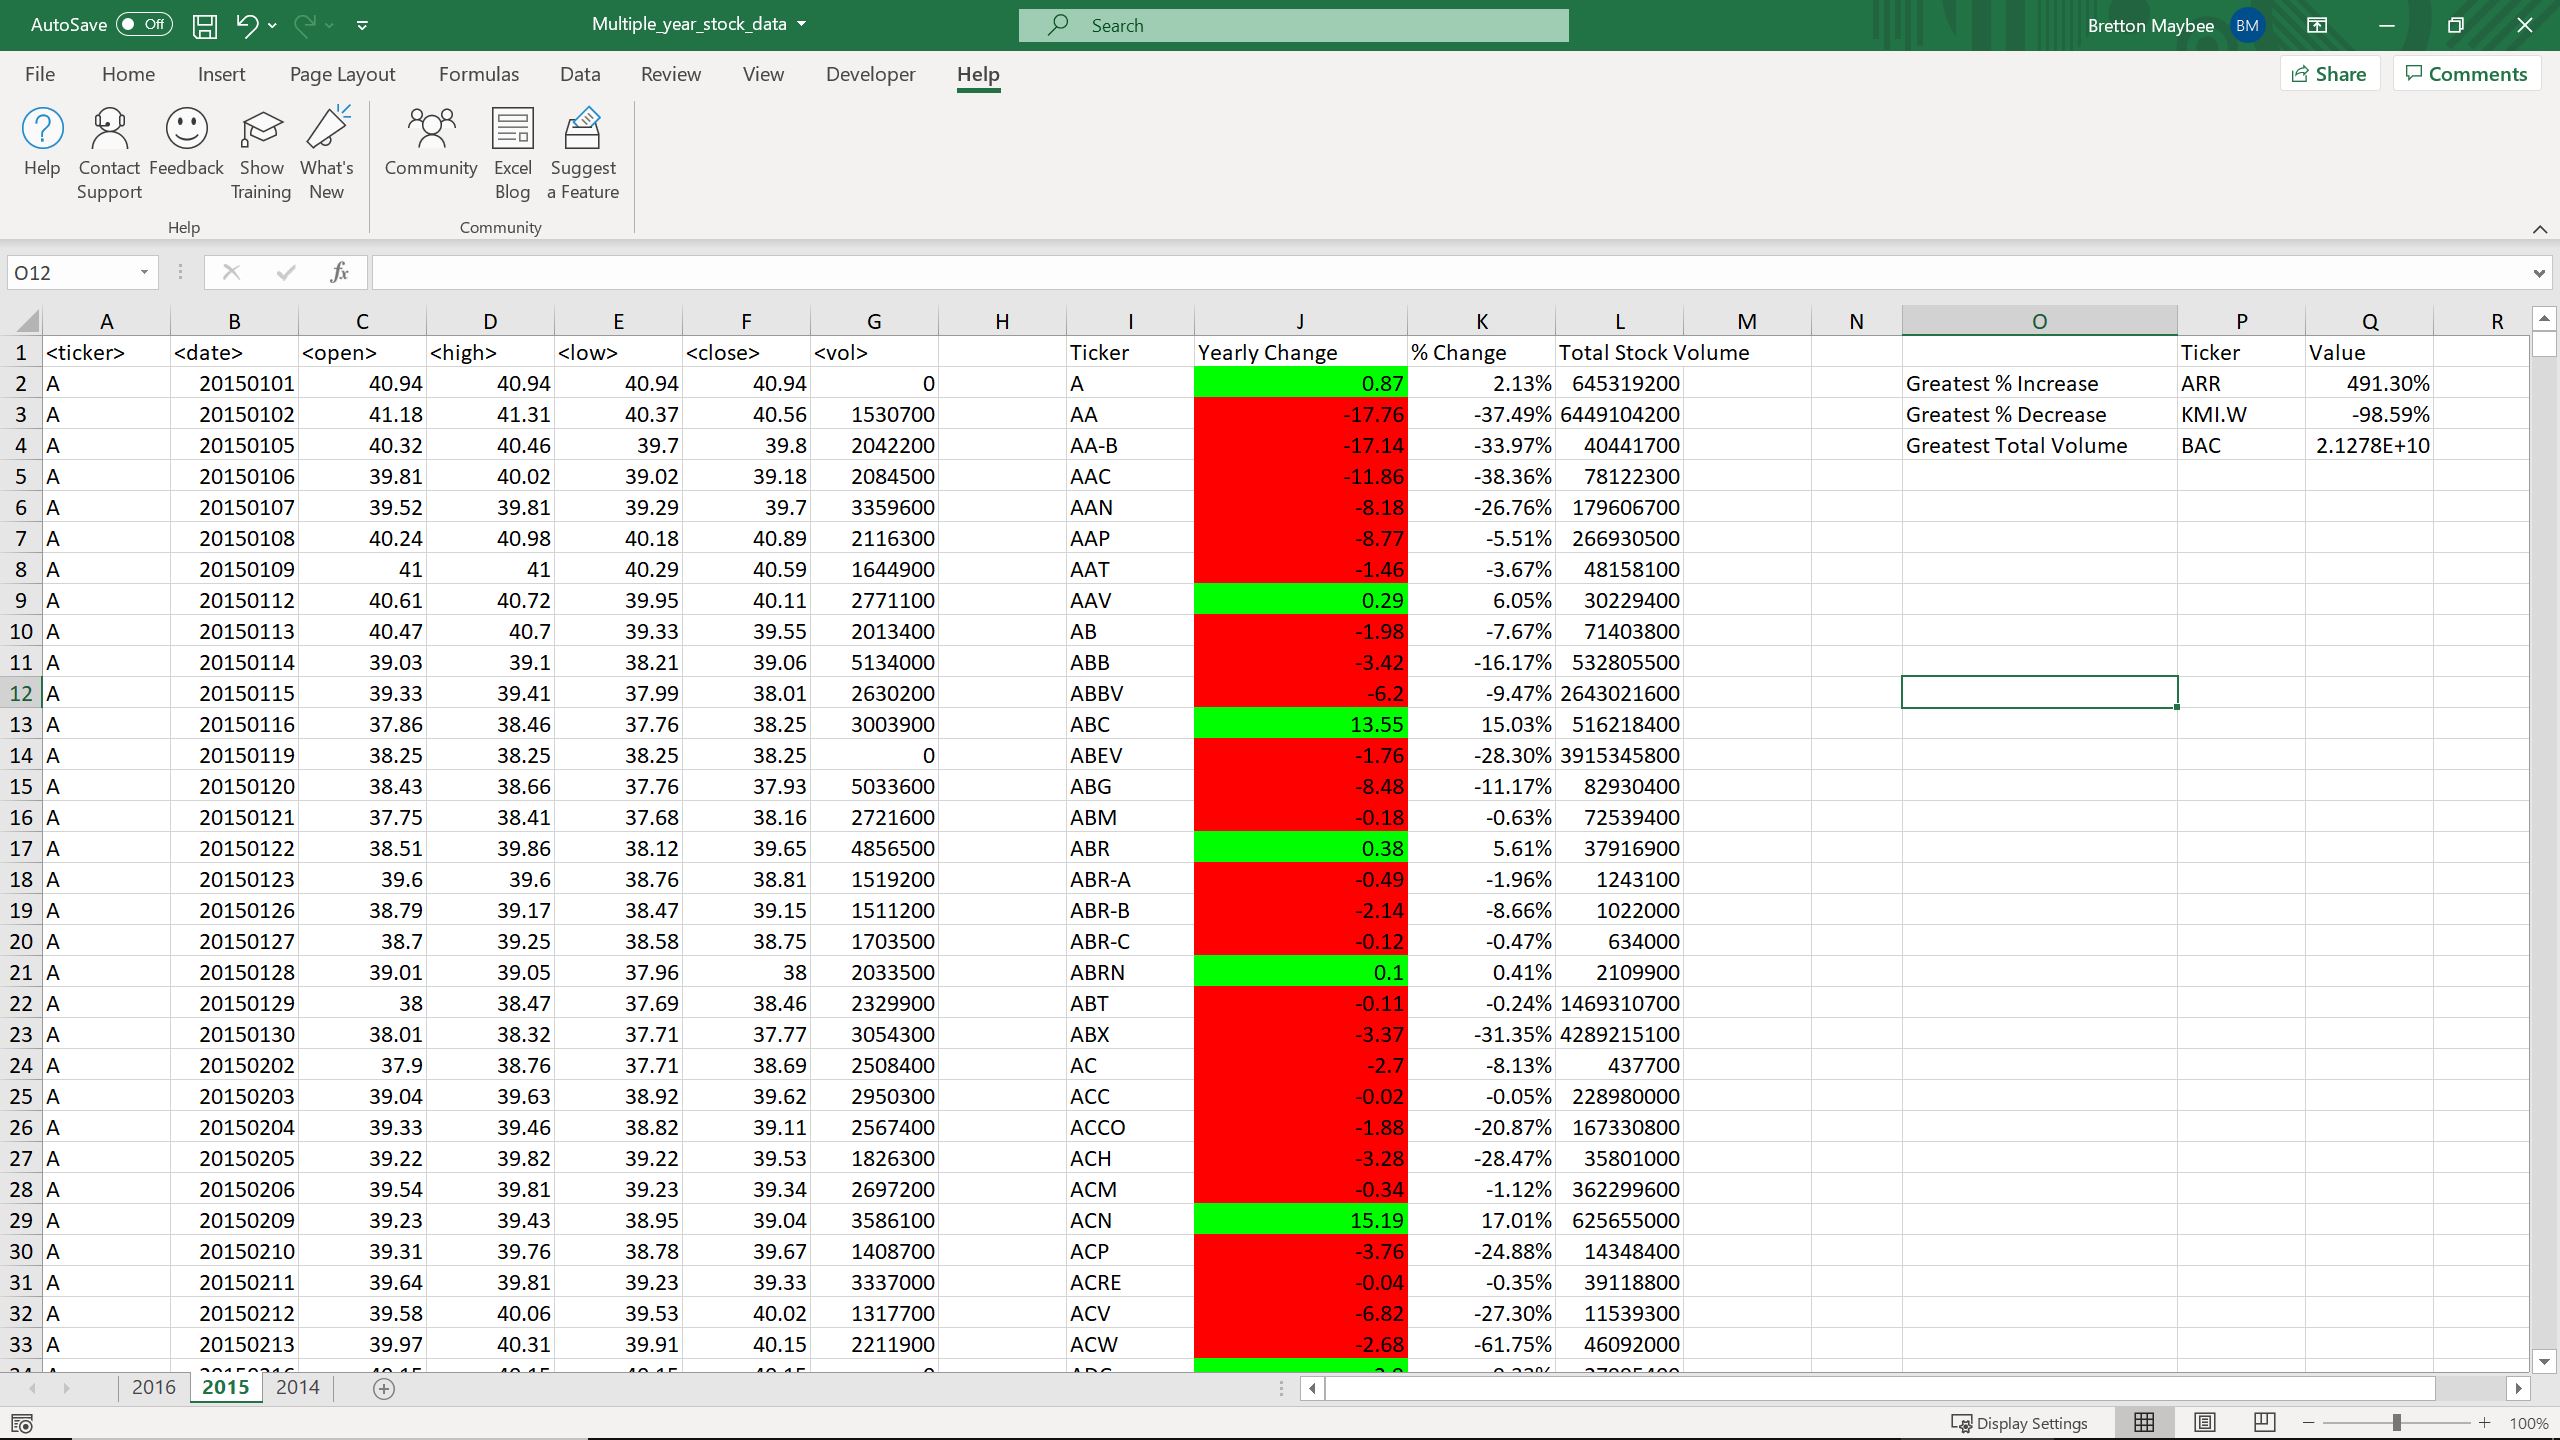 AutoSave Off Multiple_year_stock_data Search Bretton Maybee BM
File Home Insert Page Layout Formulas Data Review View Developer Help Share Comments
Help Contact Support Feedback Show Training What's New Community Excel Blog Suggest a Feature
Help Community
O12 fx
A B C D E F G H I J K L M N O P Q R
1 <ticker> <date> <open> <high> <low> <close> <vol> Ticker Yearly Change % Change Total Stock Volume Ticker Value
2 A 20150101 40.94 40.94 40.94 40.94 0 A 0.87 2.13% 645319200 Greatest % Increase ARR 491.30%
3 A 20150102 41.18 41.31 40.37 40.56 1530700 AA -17.76 -37.49% 6449104200 Greatest % Decrease KMI.W -98.59%
4 A 20150105 40.32 40.46 39.7 39.8 2042200 AA-B -17.14 -33.97% 40441700 Greatest Total Volume BAC 2.1278E+10
5 A 20150106 39.81 40.02 39.02 39.18 2084500 AAC -11.86 -38.36% 78122300
6 A 20150107 39.52 39.81 39.29 39.7 3359600 AAN -8.18 -26.76% 179606700
7 A 20150108 40.24 40.98 40.18 40.89 2116300 AAP -8.77 -5.51% 266930500
8 A 20150109 41 41 40.29 40.59 1644900 AAT -1.46 -3.67% 48158100
9 A 20150112 40.61 40.72 39.95 40.11 2771100 AAV 0.29 6.05% 30229400
10 A 20150113 40.47 40.7 39.33 39.55 2013400 AB -1.98 -7.67% 71403800
11 A 20150114 39.03 39.1 38.21 39.06 5134000 ABB -3.42 -16.17% 532805500
12 A 20150115 39.33 39.41 37.99 38.01 2630200 ABBV -6.2 -9.47% 2643021600
13 A 20150116 37.86 38.46 37.76 38.25 3003900 ABC 13.55 15.03% 516218400
14 A 20150119 38.25 38.25 38.25 38.25 0 ABEV -1.76 -28.30% 3915345800
15 A 20150120 38.43 38.66 37.76 37.93 5033600 ABG -8.48 -11.17% 82930400
16 A 20150121 37.75 38.41 37.68 38.16 2721600 ABM -0.18 -0.63% 72539400
17 A 20150122 38.51 39.86 38.12 39.65 4856500 ABR 0.38 5.61% 37916900
18 A 20150123 39.6 39.6 38.76 38.81 1519200 ABR-A -0.49 -1.96% 1243100
19 A 20150126 38.79 39.17 38.47 39.15 1511200 ABR-B -2.14 -8.66% 1022000
20 A 20150127 38.7 39.25 38.58 38.75 1703500 ABR-C -0.12 -0.47% 634000
21 A 20150128 39.01 39.05 37.96 38 2033500 ABRN 0.1 0.41% 2109900
22 A 20150129 38 38.47 37.69 38.46 2329900 ABT -0.11 -0.24% 1469310700
23 A 20150130 38.01 38.32 37.71 37.77 3054300 ABX -3.37 -31.35% 4289215100
24 A 20150202 37.9 38.76 37.71 38.69 2508400 AC -2.7 -8.13% 437700
25 A 20150203 39.04 39.63 38.92 39.62 2950300 ACC -0.02 -0.05% 228980000
26 A 20150204 39.33 39.46 38.82 39.11 2567400 ACCO -1.88 -20.87% 167330800
27 A 20150205 39.22 39.82 39.22 39.53 1826300 ACH -3.28 -28.47% 35801000
28 A 20150206 39.54 39.81 39.23 39.34 2697200 ACM -0.34 -1.12% 362299600
29 A 20150209 39.23 39.43 38.95 39.04 3586100 ACN 15.19 17.01% 625655000
30 A 20150210 39.31 39.76 38.78 39.67 1408700 ACP -3.76 -24.88% 14348400
31 A 20150211 39.64 39.81 39.23 39.33 3337000 ACRE -0.04 -0.35% 39118800
32 A 20150212 39.58 40.06 39.53 40.02 1317700 ACV -6.82 -27.30% 11539300
33 A 20150213 39.97 40.31 39.91 40.15 2211900 ACW -2.68 -61.75% 46092000
2016 2015 2014
Display Settings 100%